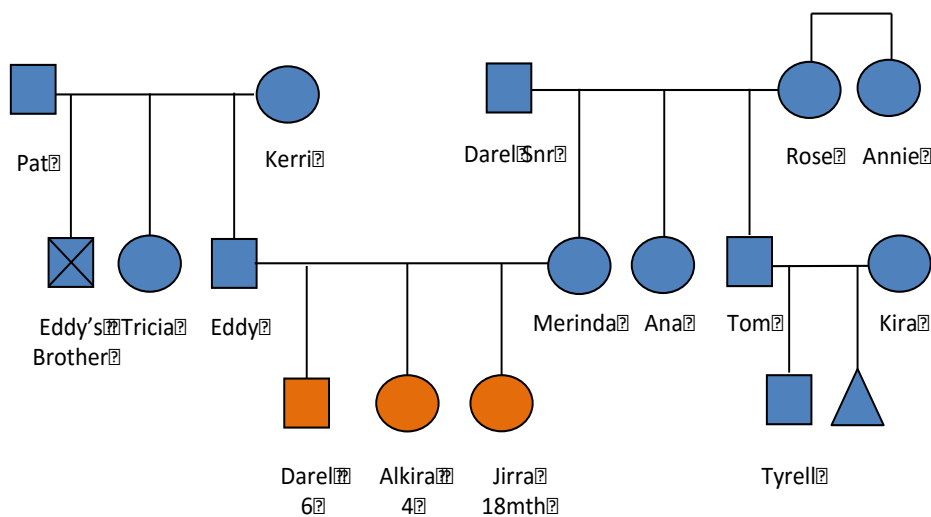 Pat
Kerri
Darel Snr
Rose
Annie
Eddy's
Brother
Tricia
Eddy
Merinda
Ana
Tom
Kira
Darel
6
Alkira
4
Jirra
18mth
Tyrell